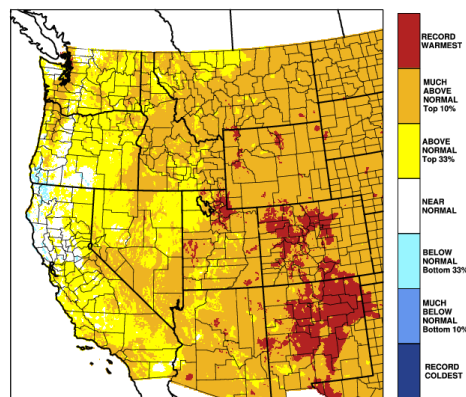 RECORD
WARMEST
MUCH
ABOVE
NORMAL
Top 10%
ABOVE
NORMAL
Top 33%
NEAR
NORMAL
BELOW
NORMAL
Bottom 33%
MUCH
BELOW
NORMAL
Bottom 10%
RECORD
COLDEST